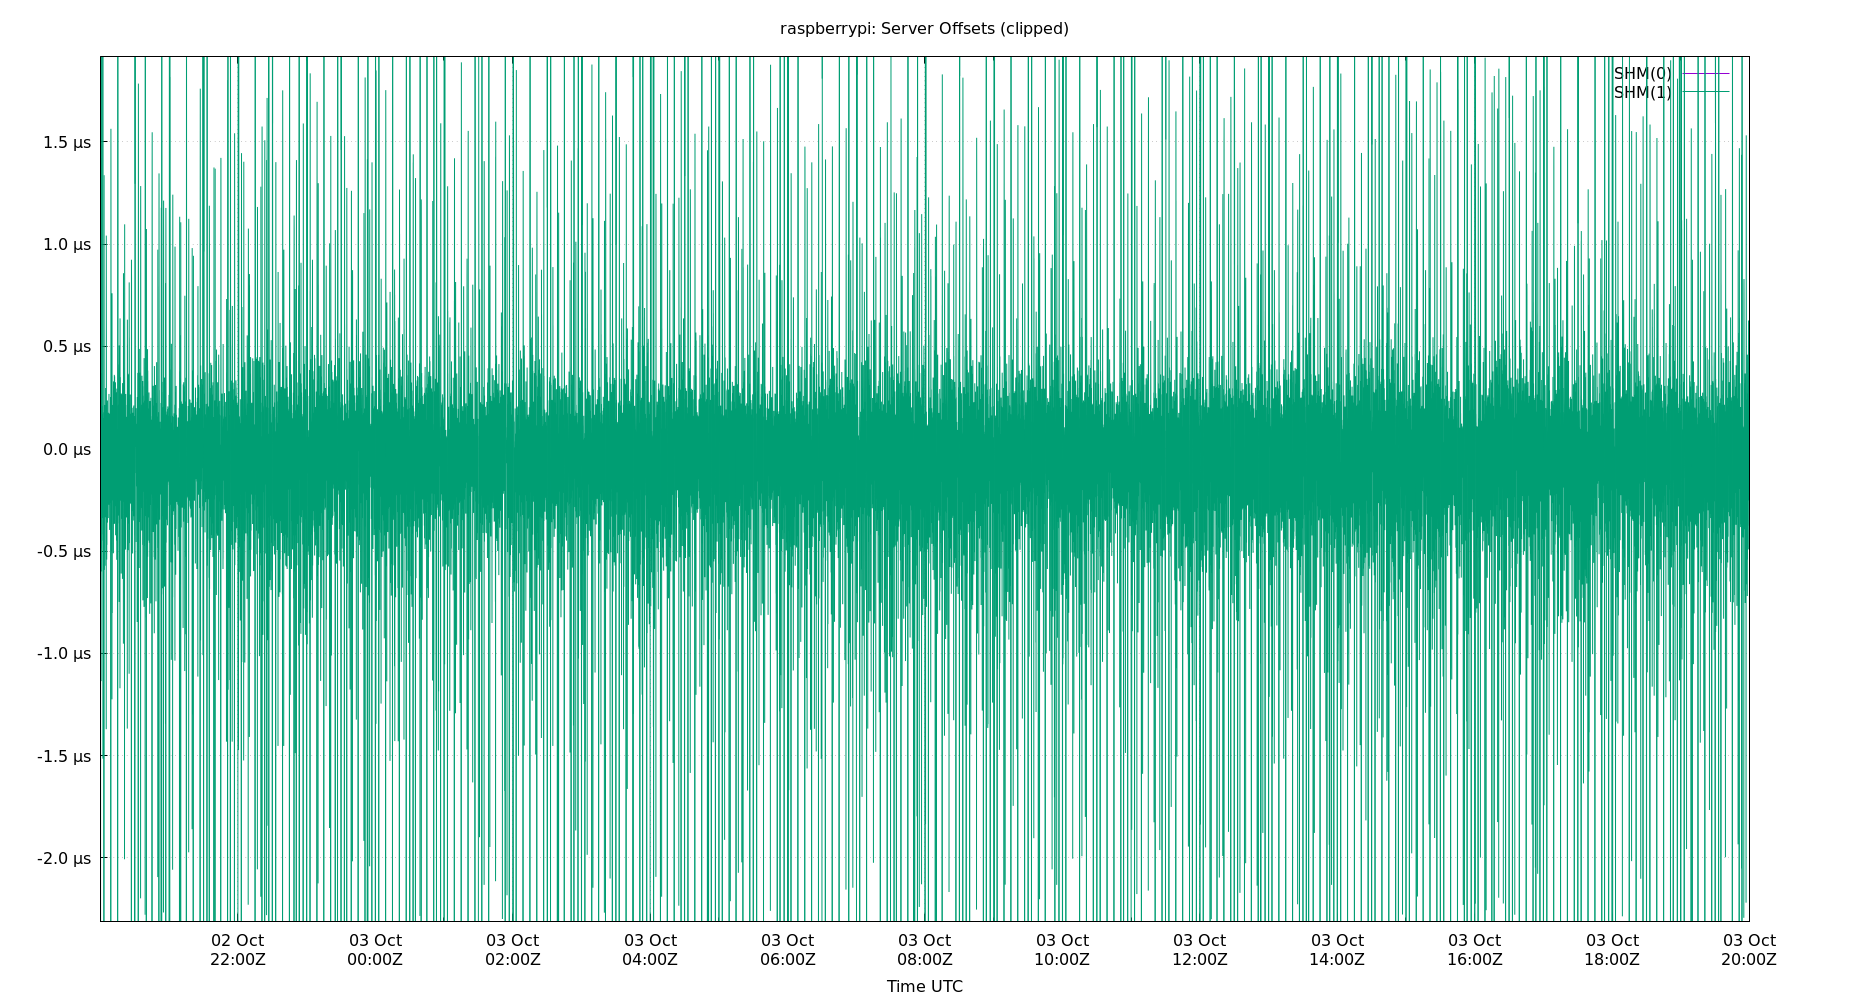 raspberrypi: Server Offsets (clipped)
SHM(0)
SHM(1)
1.5 µs
1.0 µs
0.5 µs
0.0 µs
-0.5 µs
-1.0 µs
-1.5 µs
-2.0 µs
02 Oct 03 Oct 03 Oct 03 Oct 03 Oct 03 Oct 03 Oct 03 Oct 03 Oct 03 Oct 03 Oct 03 Oct
22:00Z 00:00Z 02:00Z 04:00Z 06:00Z 08:00Z 10:00Z 12:00Z 14:00Z 16:00Z 18:00Z 20:00Z
Time UTC